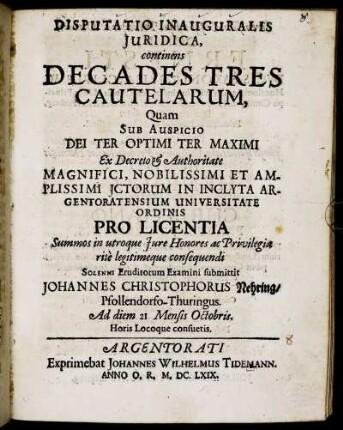 DISPUTATIO INAUGURALIS
JURIDICA,
continens
DECADES TRES
CAUTELARUM,
Quam
SUB AUSPICIO
DEI TER OPTIMI TER MAXIMI
Ex Decreto & Authoritate
MAGNIFICI, NOBILISSIMI ET AM-
PLISSIMI JCTORUM IN INCLYTA AR-
GENTORATENSIUM UNIVERSITATE
ORDINIS
PRO LICENTIA
Summos in utroque Jure Honores ac Privilegia
ritè legitimeque consequendi
SOLENNI Eruditorum Examini submittit
JOHANNES CHRISTOPHORUS Nehring/
Pfollendorfo-Thuringus.
Ad diem 21 Mensis Octobris.
Horis Locoque consuetis.
ARGENTORATI
Exprimebat JOHANNES WILHELMUS TIDEMANN.
ANNO O. R. M. DC. LXIX.
8